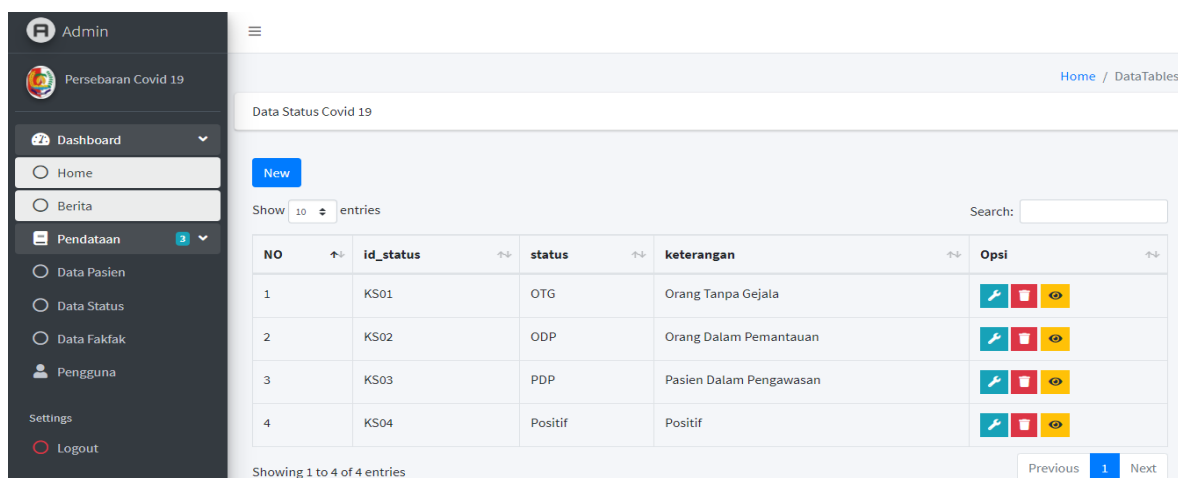 Admin
Persebaran Covid 19
Dashboard
Home
Berita
Pendataan 3
Data Pasien
Data Status
Data Fakfak
Pengguna
Settings
Logout
Home / DataTables
Data Status Covid 19
New
Show 10 entries
Search:
NO id_status status keterangan Opsi
1 KS01 OTG Orang Tanpa Gejala
2 KS02 ODP Orang Dalam Pemantauan
3 KS03 PDP Pasien Dalam Pengawasan
4 KS04 Positif Positif
Showing 1 to 4 of 4 entries
Previous 1 Next